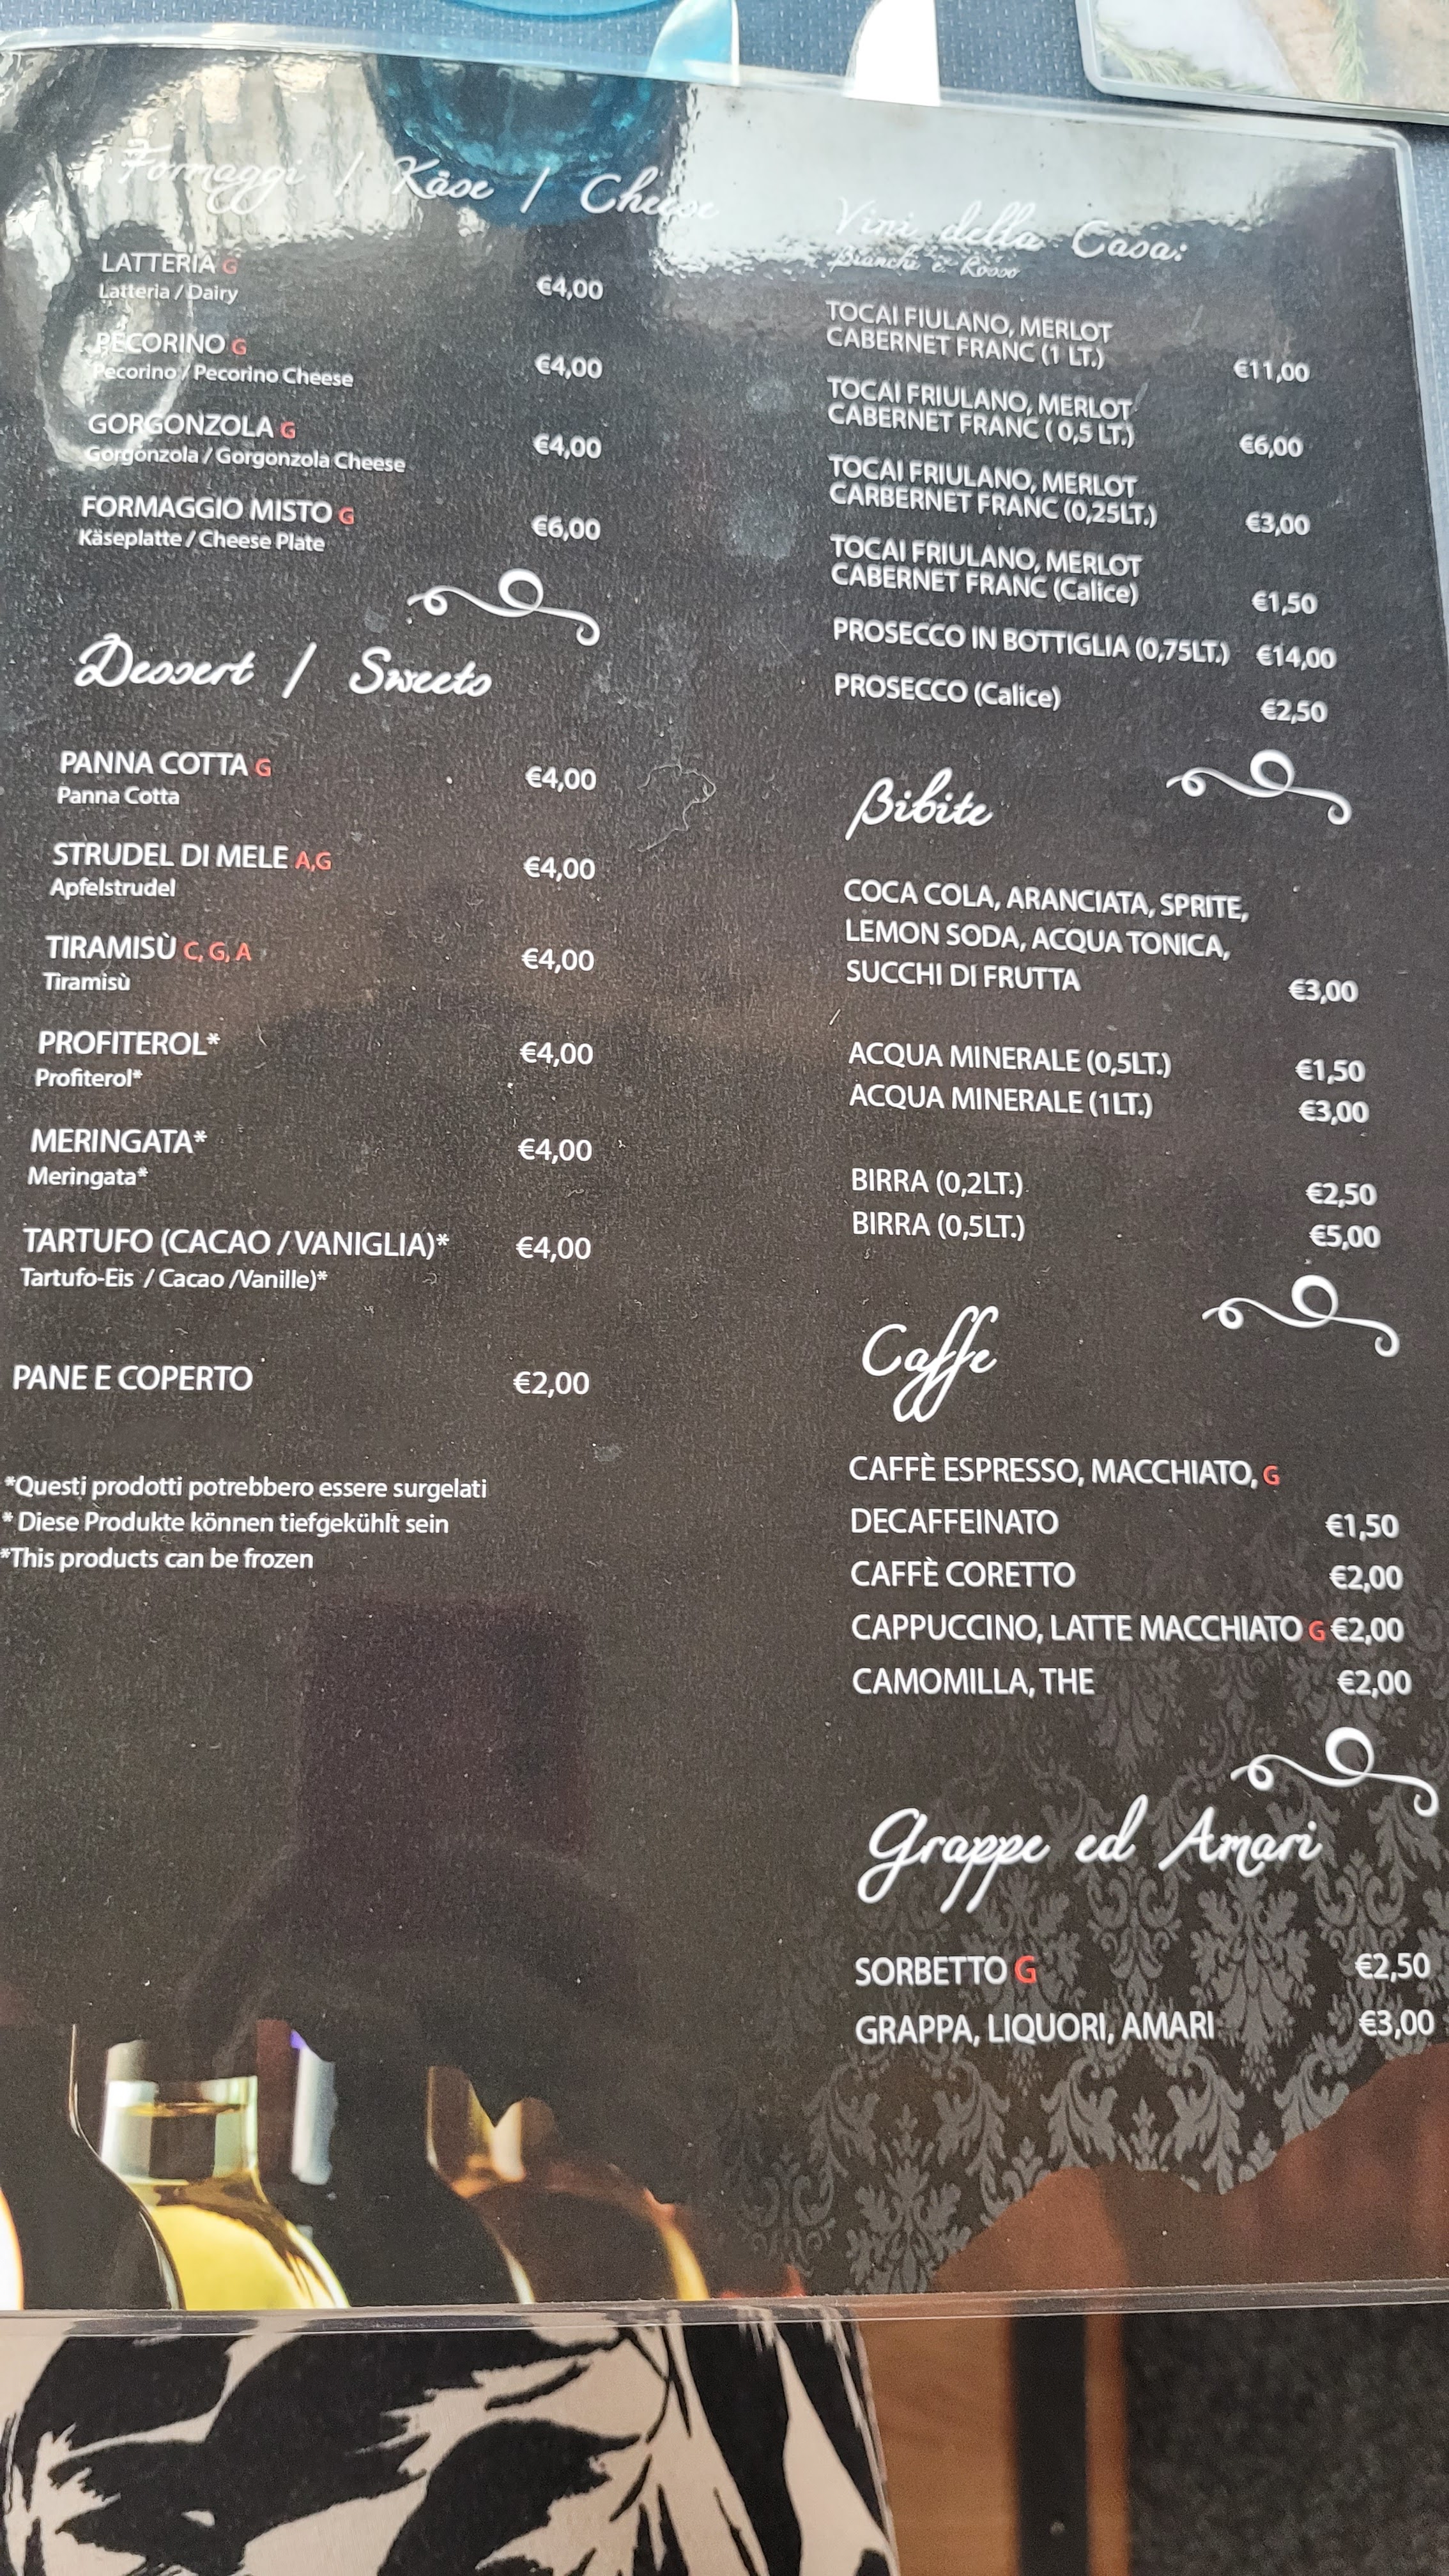 Formaggi / Käse / Cheese
LATTERIA G
Latteria / Dairy
€4,00
PECORINO G
Pecorino / Pecorino Cheese
€4,00
GORGONZOLA G
Gorgonzola / Gorgonzola Cheese
€4,00
FORMAGGIO MISTO G
Käseplatte / Cheese Plate
€6,00
Dessert / Sweets
PANNA COTTA G
Panna Cotta
€4,00
STRUDEL DI MELE A,G
Apfelstrudel
€4,00
TIRAMISÙ C, G, A
Tiramisù
€4,00
PROFITEROL*
Profiterol*
€4,00
MERINGATA*
Meringata*
€4,00
TARTUFO (CACAO / VANIGLIA)*
Tartufo-Eis / Cacao /Vanille)*
€4,00
PANE E COPERTO €2,00
*Questi prodotti potrebbero essere surgelati
* Diese Produkte können tiefgekühlt sein
*This products can be frozen
Vini della Casa:
Bianchi e Rosso
TOCAI FIULANO, MERLOT
CABERNET FRANC (1 LT.) €11,00
TOCAI FRIULANO, MERLOT
CABERNET FRANC ( 0,5 LT.) €6,00
TOCAI FRIULANO, MERLOT
CARBERNET FRANC (0,25LT.) €3,00
TOCAI FRIULANO, MERLOT
CABERNET FRANC (Calice) €1,50
PROSECCO IN BOTTIGLIA (0,75LT.) €14,00
PROSECCO (Calice) €2,50
Bibite
COCA COLA, ARANCIATA, SPRITE,
LEMON SODA, ACQUA TONICA,
SUCCHI DI FRUTTA €3,00
ACQUA MINERALE (0,5LT.) €1,50
ACQUA MINERALE (1LT.) €3,00
BIRRA (0,2LT.) €2,50
BIRRA (0,5LT.) €5,00
Caffe
CAFFÈ ESPRESSO, MACCHIATO, G
DECAFFEINATO €1,50
CAFFÈ CORETTO €2,00
CAPPUCCINO, LATTE MACCHIATO G €2,00
CAMOMILLA, THE €2,00
Grappe ed Amari
SORBETTO G €2,50
GRAPPA, LIQUORI, AMARI €3,00